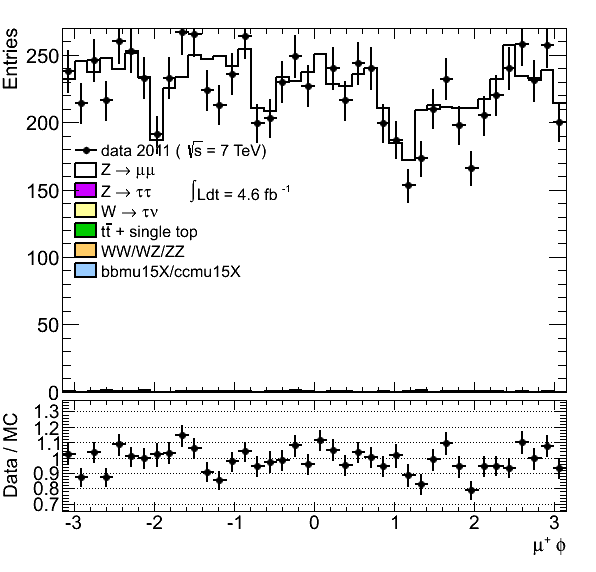 Entries
250
200
150
100
50
0
data 2011 ( √s = 7 TeV)
Z → μμ
Z → ττ
∫Ldt = 4.6 fb⁻¹
W → τν
tt̄ + single top
WW/WZ/ZZ
bbmu15X/ccmu15X
Data / MC
1.3
1.2
1.1
1
0.9
0.8
0.7
-3 -2 -1 0 1 2 3
μ⁺ ϕ